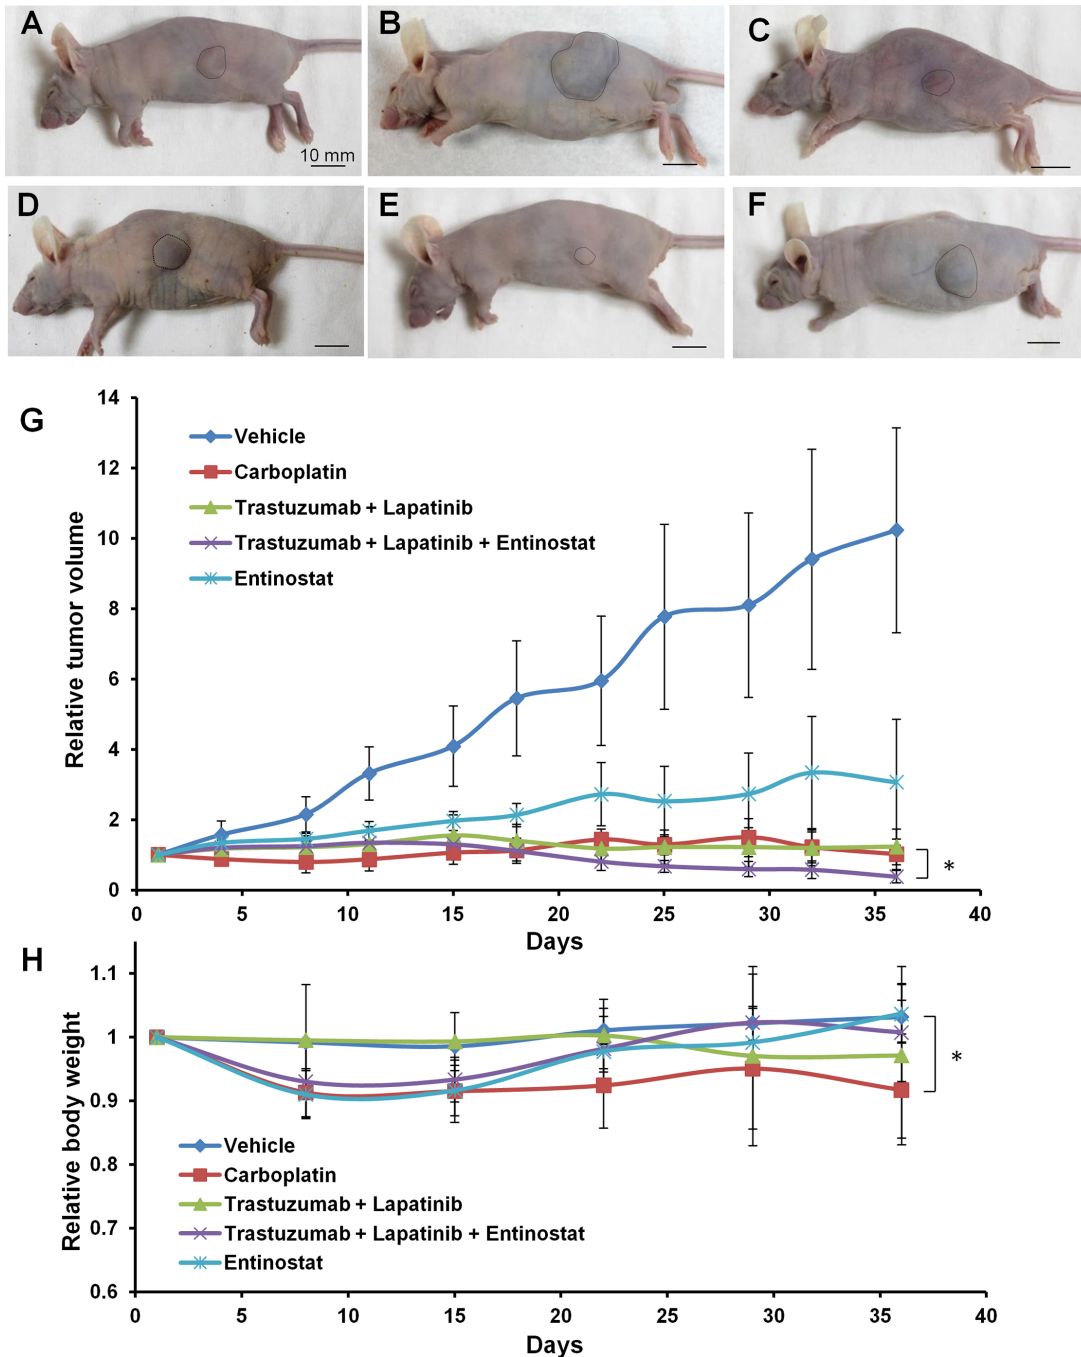 A
B
C
10 mm
D
E
F
G
14
12
10
8
6
4
2
0
Relative tumor volume
Vehicle
Carboplatin
Trastuzumab + Lapatinib
Trastuzumab + Lapatinib + Entinostat
Entinostat
*
0 5 10 15 20 25 30 35 40
Days
H
1.1
1
0.9
0.8
0.7
0.6
Relative body weight
*
Vehicle
Carboplatin
Trastuzumab + Lapatinib
Trastuzumab + Lapatinib + Entinostat
Entinostat
0 5 10 15 20 25 30 35 40
Days